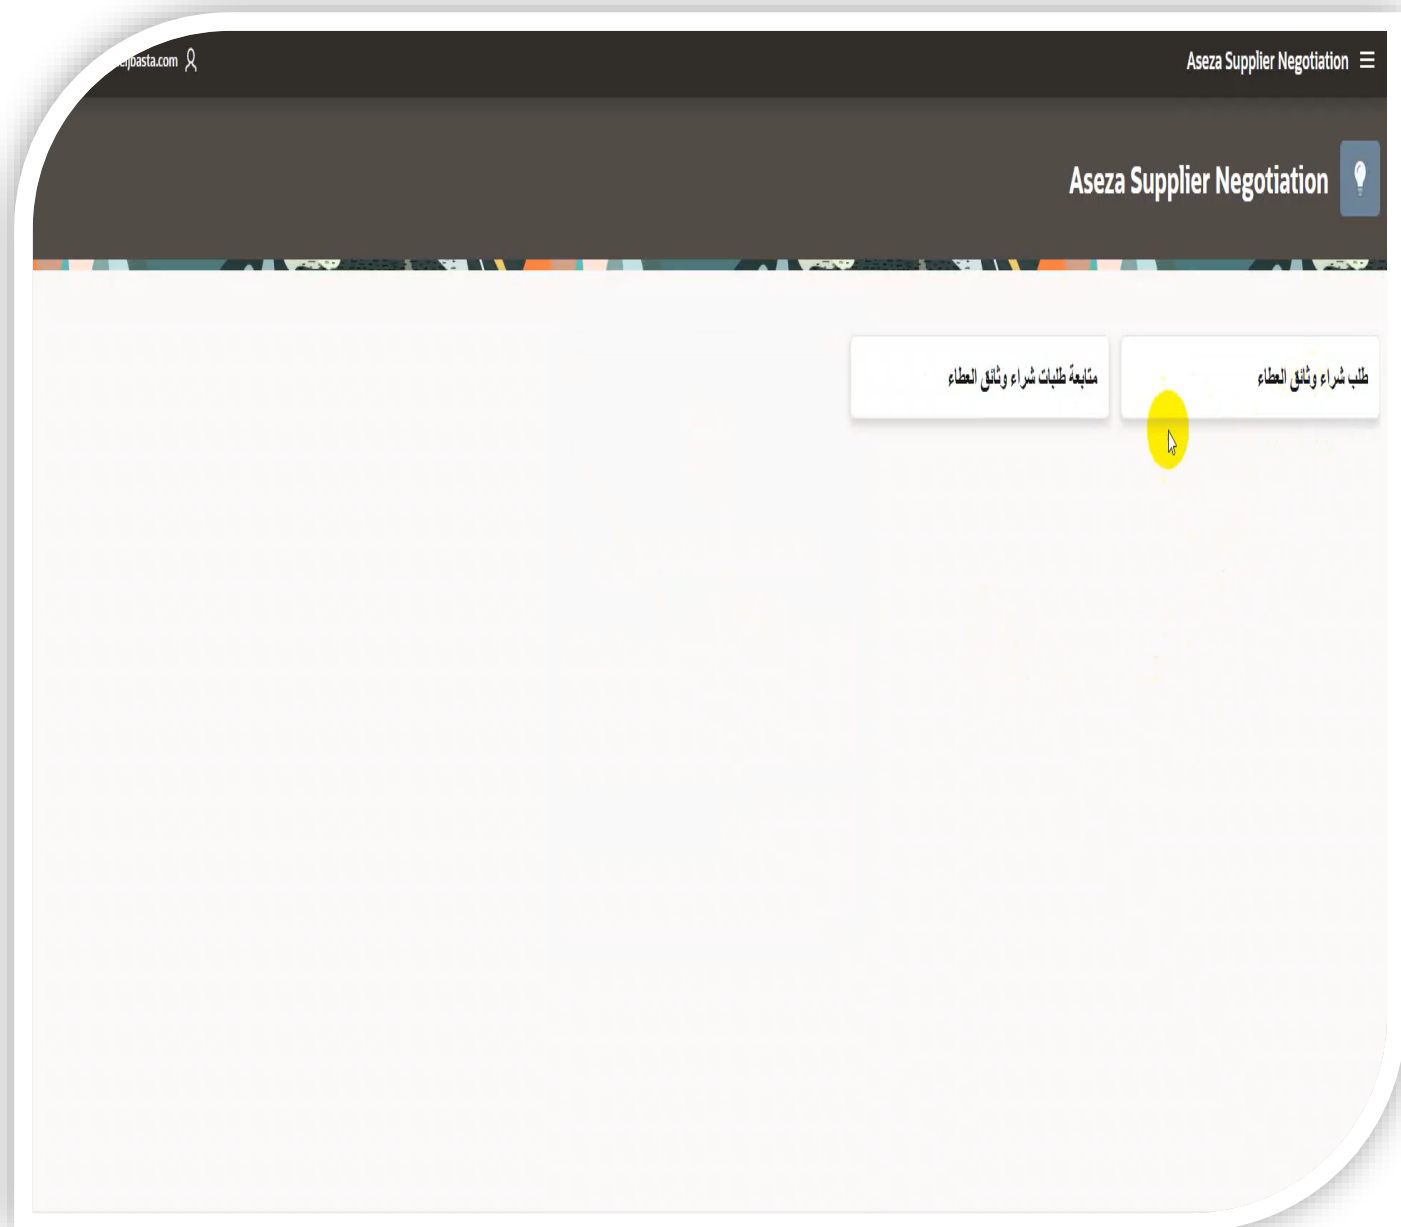 Aseza Supplier Negotiation
Aseza Supplier Negotiation
طلب شراء وثائق العطاء
متابعة طلبات شراء وثائق العطاء